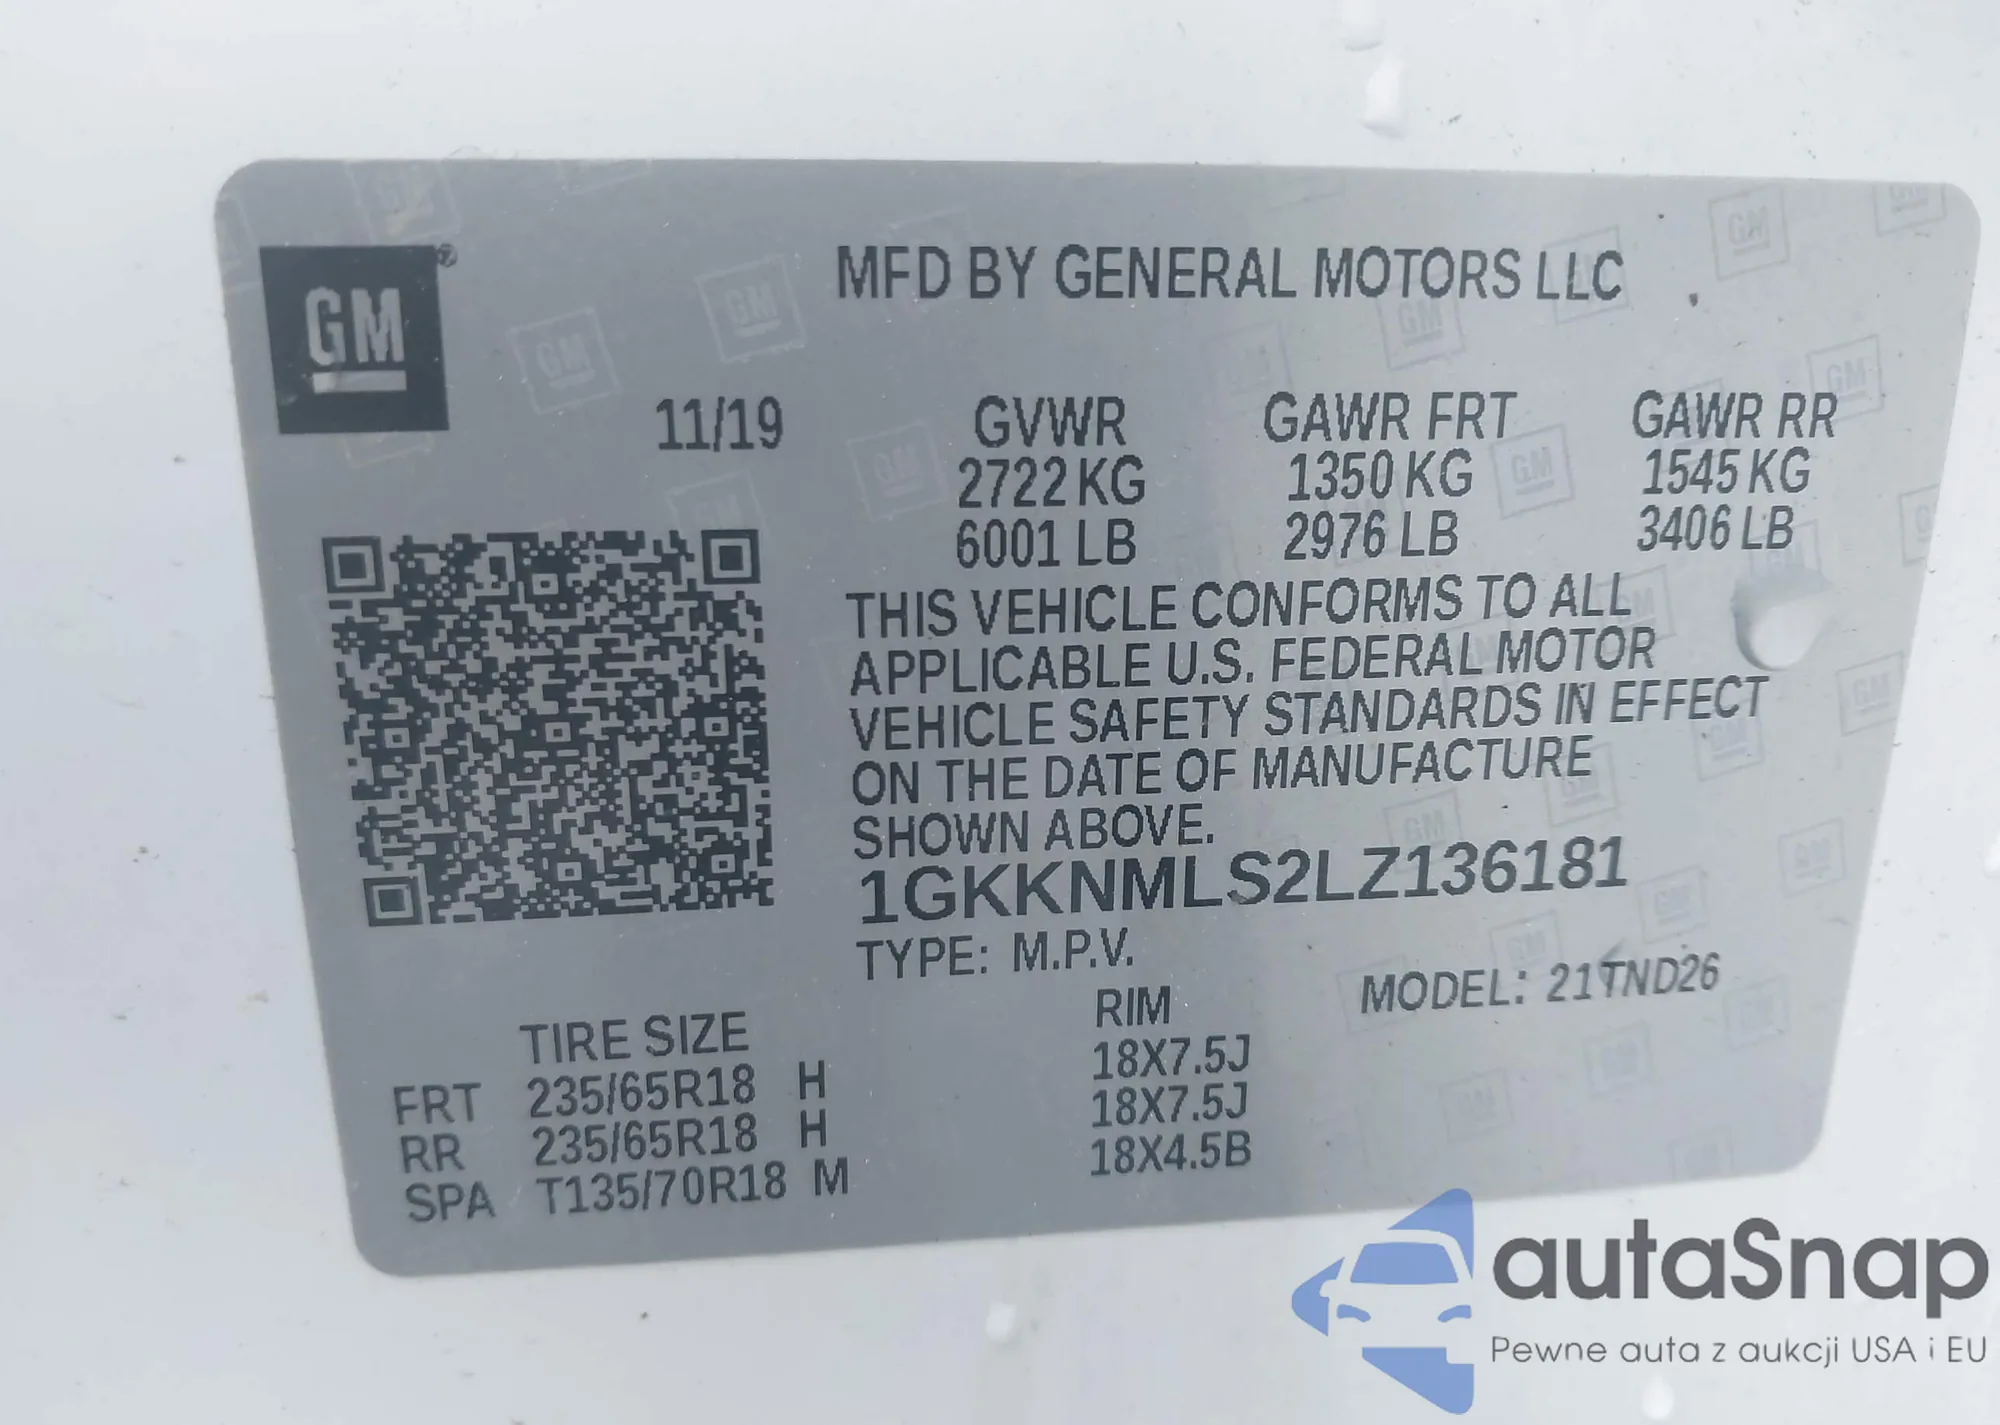 GM
MFD BY GENERAL MOTORS LLC
11/19 GVWR GAWR FRT GAWR RR
2722 KG 1350 KG 1545 KG
6001 LB 2976 LB 3406 LB
THIS VEHICLE CONFORMS TO ALL
APPLICABLE U.S. FEDERAL MOTOR
VEHICLE SAFETY STANDARDS IN EFFECT
ON THE DATE OF MANUFACTURE
SHOWN ABOVE.
1GKKNMLS2LZ136181
TYPE: M.P.V. MODEL: 21TND26
TIRE SIZE RIM
FRT 235/65R18 H 18X7.5J
RR 235/65R18 H 18X7.5J
SPA T135/70R18 M 18X4.5B
autaSnap
Pewne auta z aukcji USA i EU